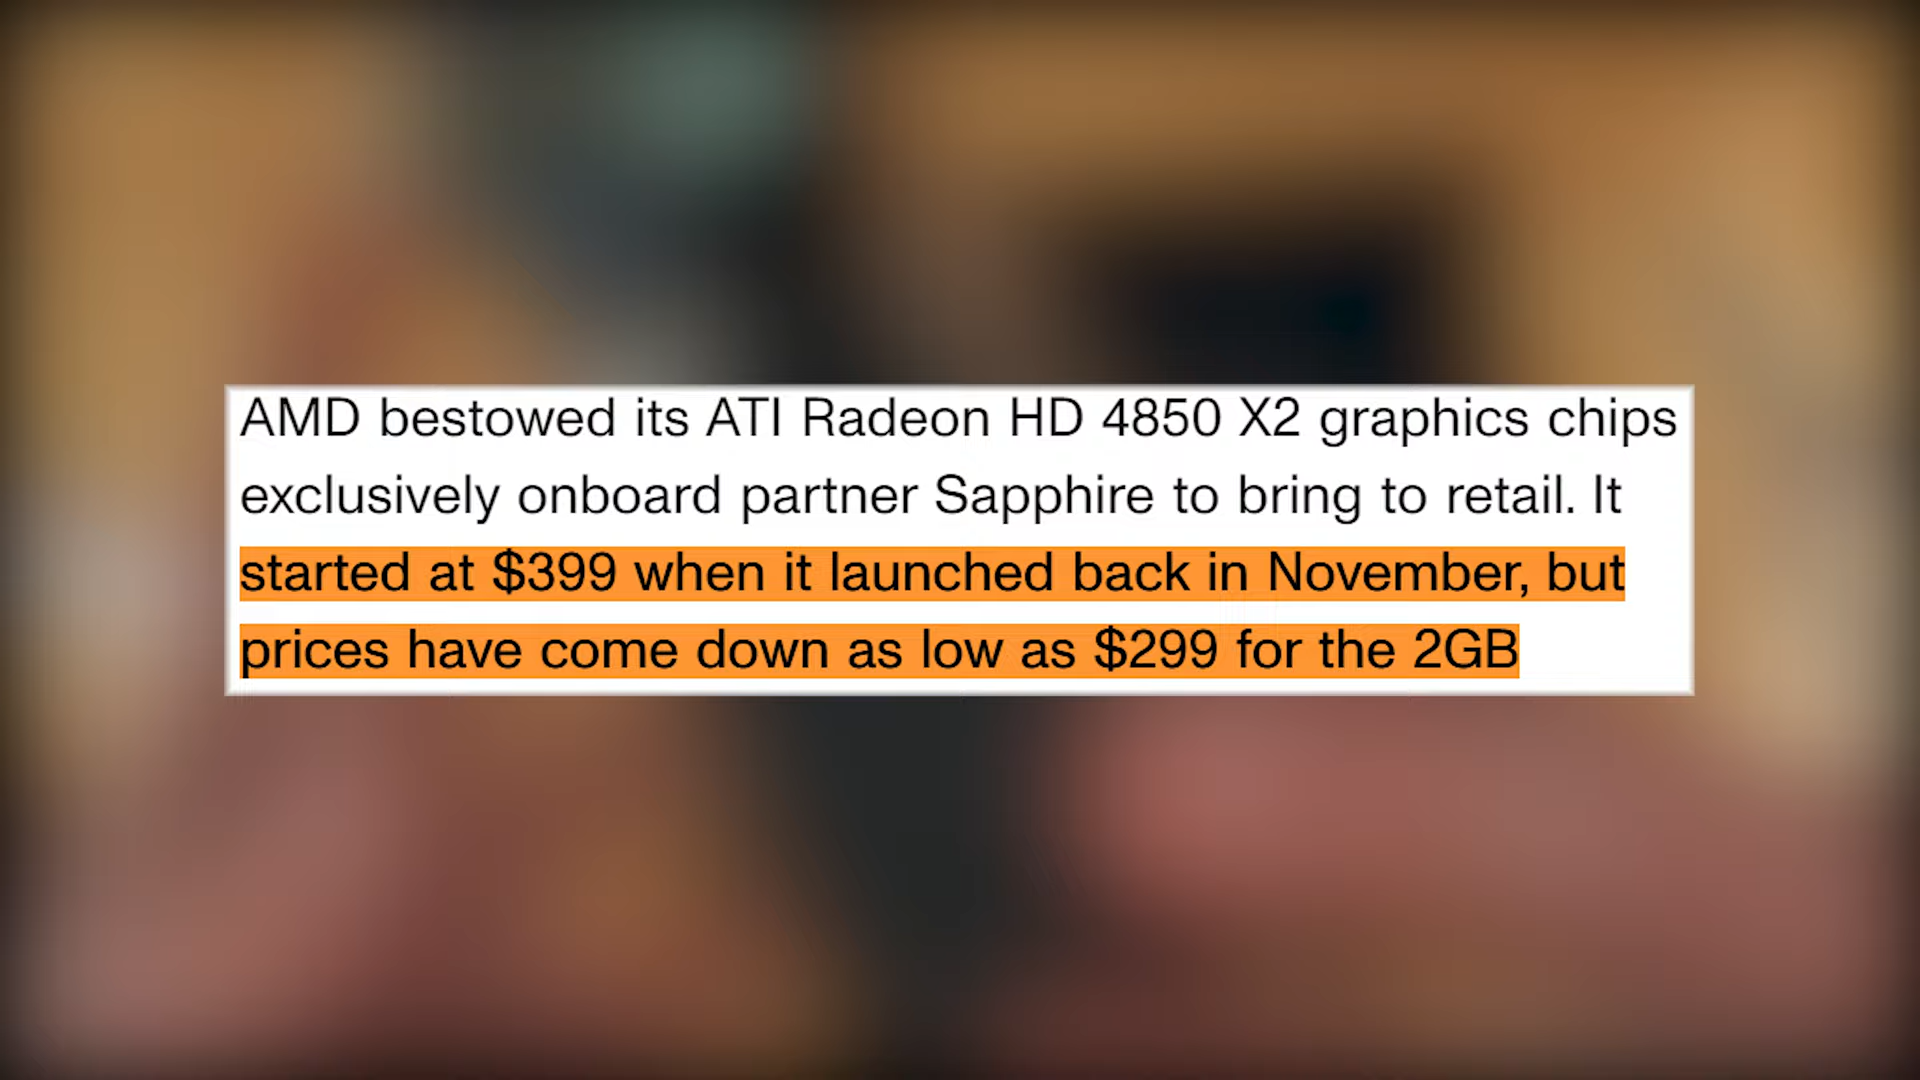 AMD bestowed its ATI Radeon HD 4850 X2 graphics chips
exclusively onboard partner Sapphire to bring to retail. It
started at $399 when it launched back in November, but
prices have come down as low as $299 for the 2GB